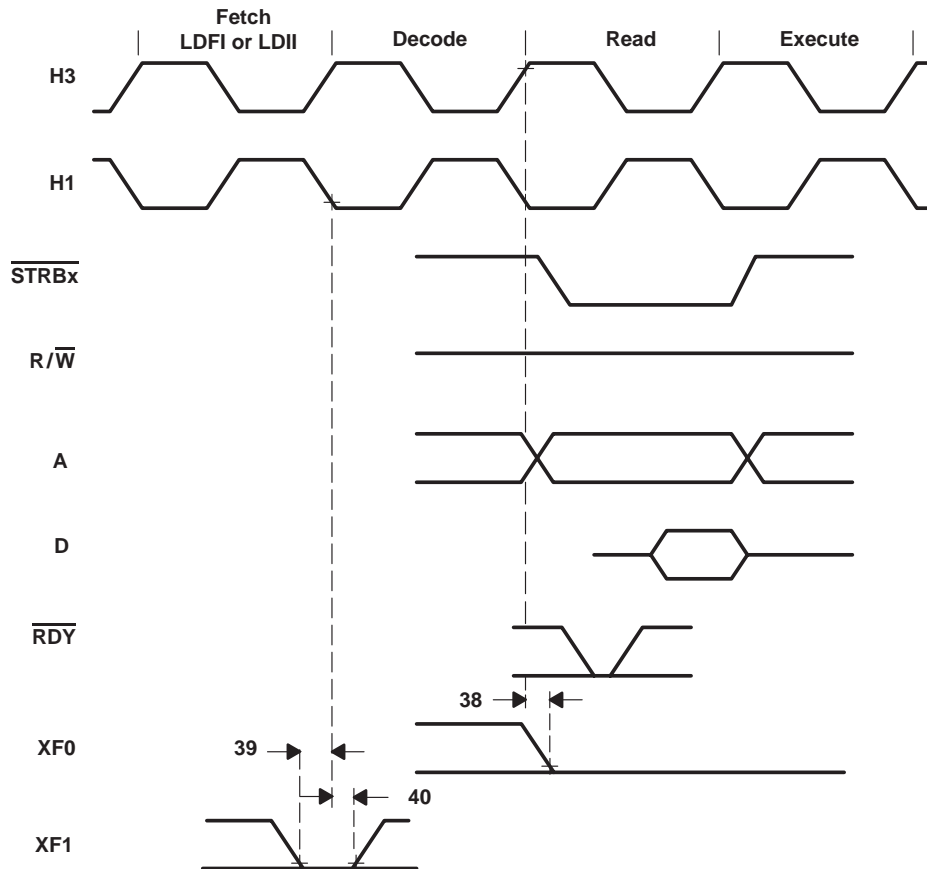 Fetch
LDFI or LDII
Decode
Read
Execute
H3
H1
STRBx
R/W
A
D
RDY
38
XF0
39
40
XF1